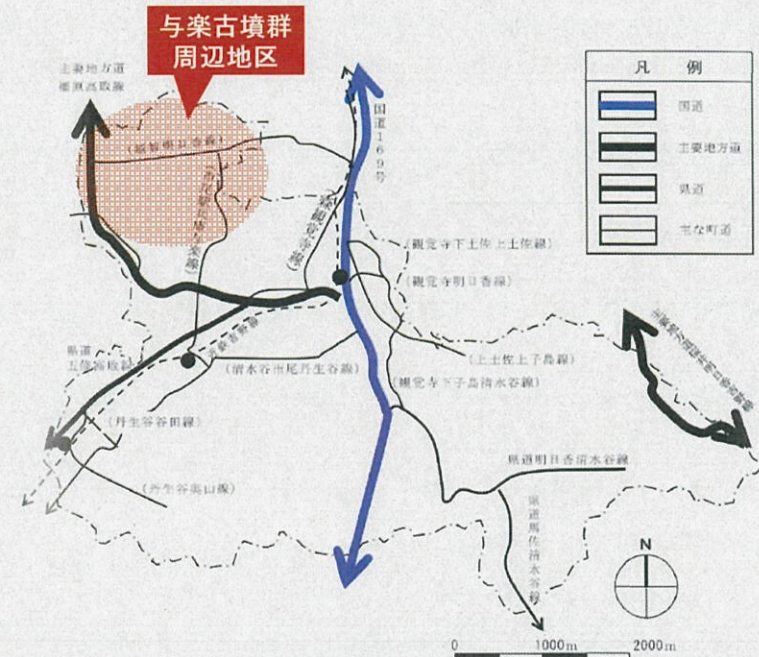 与楽古墳群
周辺地区
主要地方道
橿原高取線
国道169号
凡 例
国道
主要地方道
県道
主な町道
(観覚寺下土佐上土佐線)
(観覚寺明日香線)
(上土佐上子島線)
(観覚寺下子島清水谷線)
県道
五條高取線
(清水谷市尾丹生谷線)
(丹生谷谷田線)
(丹生谷奥山線)
県道明日香清水谷線
県道馬佐清水谷線
N
0 1000m 2000m